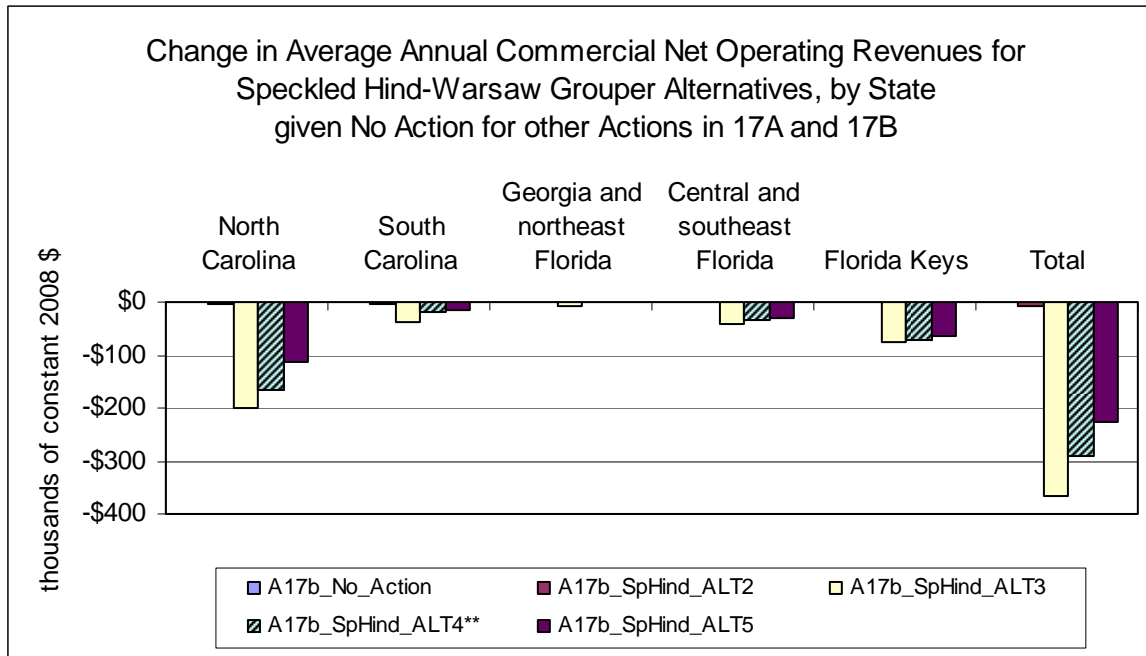 Change in Average Annual Commercial Net Operating Revenues for
Speckled Hind-Warsaw Grouper Alternatives, by State
given No Action for other Actions in 17A and 17B
North
Carolina
South
Carolina
Georgia and
northeast
Florida
Central and
southeast
Florida
Florida Keys
Total
thousands of constant 2008 $
$0
-$100
-$200
-$300
-$400
A17b_No_Action
A17b_SpHind_ALT2
A17b_SpHind_ALT3
A17b_SpHind_ALT4**
A17b_SpHind_ALT5